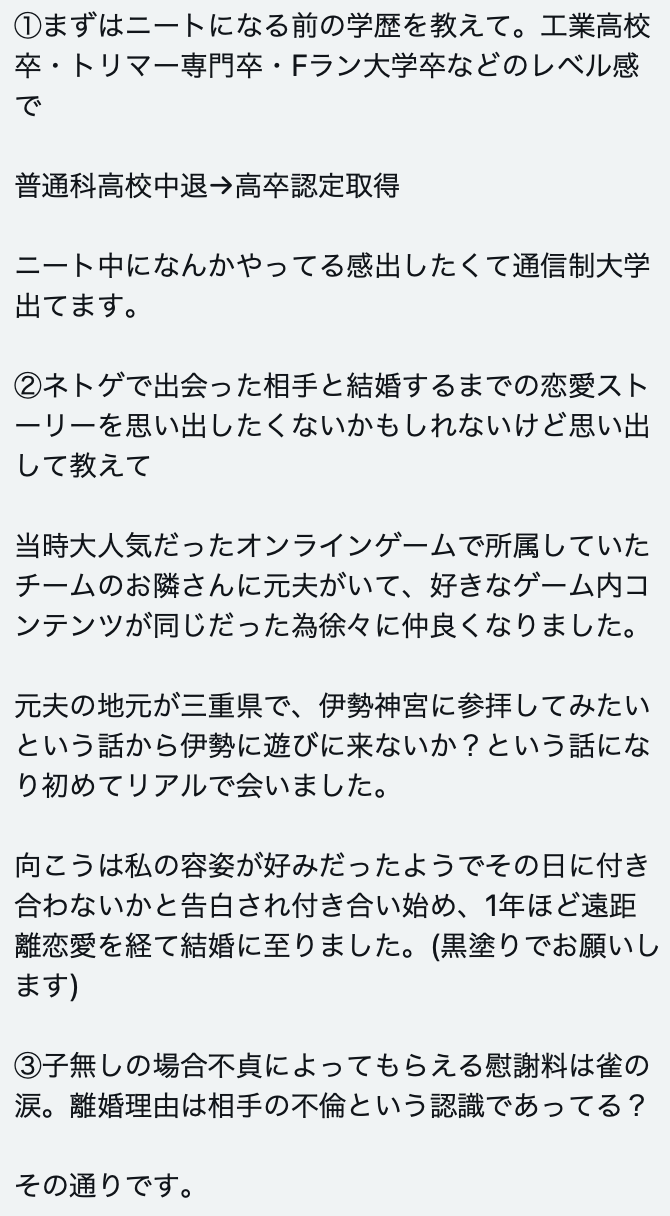 ①まずはニートになる前の学歴を教えて。工業高校
卒・トリマー専門卒・Fラン大学卒などのレベル感
で
普通科高校中退→高卒認定取得
ニート中になんかやってる感出したくて通信制大学
出てます。
②ネトゲで出会った相手と結婚するまでの恋愛スト
ーリーを思い出したくないかもしれないけど思い出
して教えて
当時大人気だったオンラインゲームで所属していた
チームのお隣さんに元夫がいて、好きなゲーム内コ
ンテンツが同じだった為徐々に仲良くなりました。
元夫の地元が三重県で、伊勢神宮に参拝してみたい
という話から伊勢に遊びに来ないか？という話にな
り初めてリアルで会いました。
向こうは私の容姿が好みだったようでその日に付き
合わないかと告白され付き合い始め、1年ほど遠距
離恋愛を経て結婚に至りました。(黒塗りでお願いし
ます)
③子無しの場合不貞によってもらえる慰謝料は雀の
涙。離婚理由は相手の不倫という認識であってる？
その通りです。